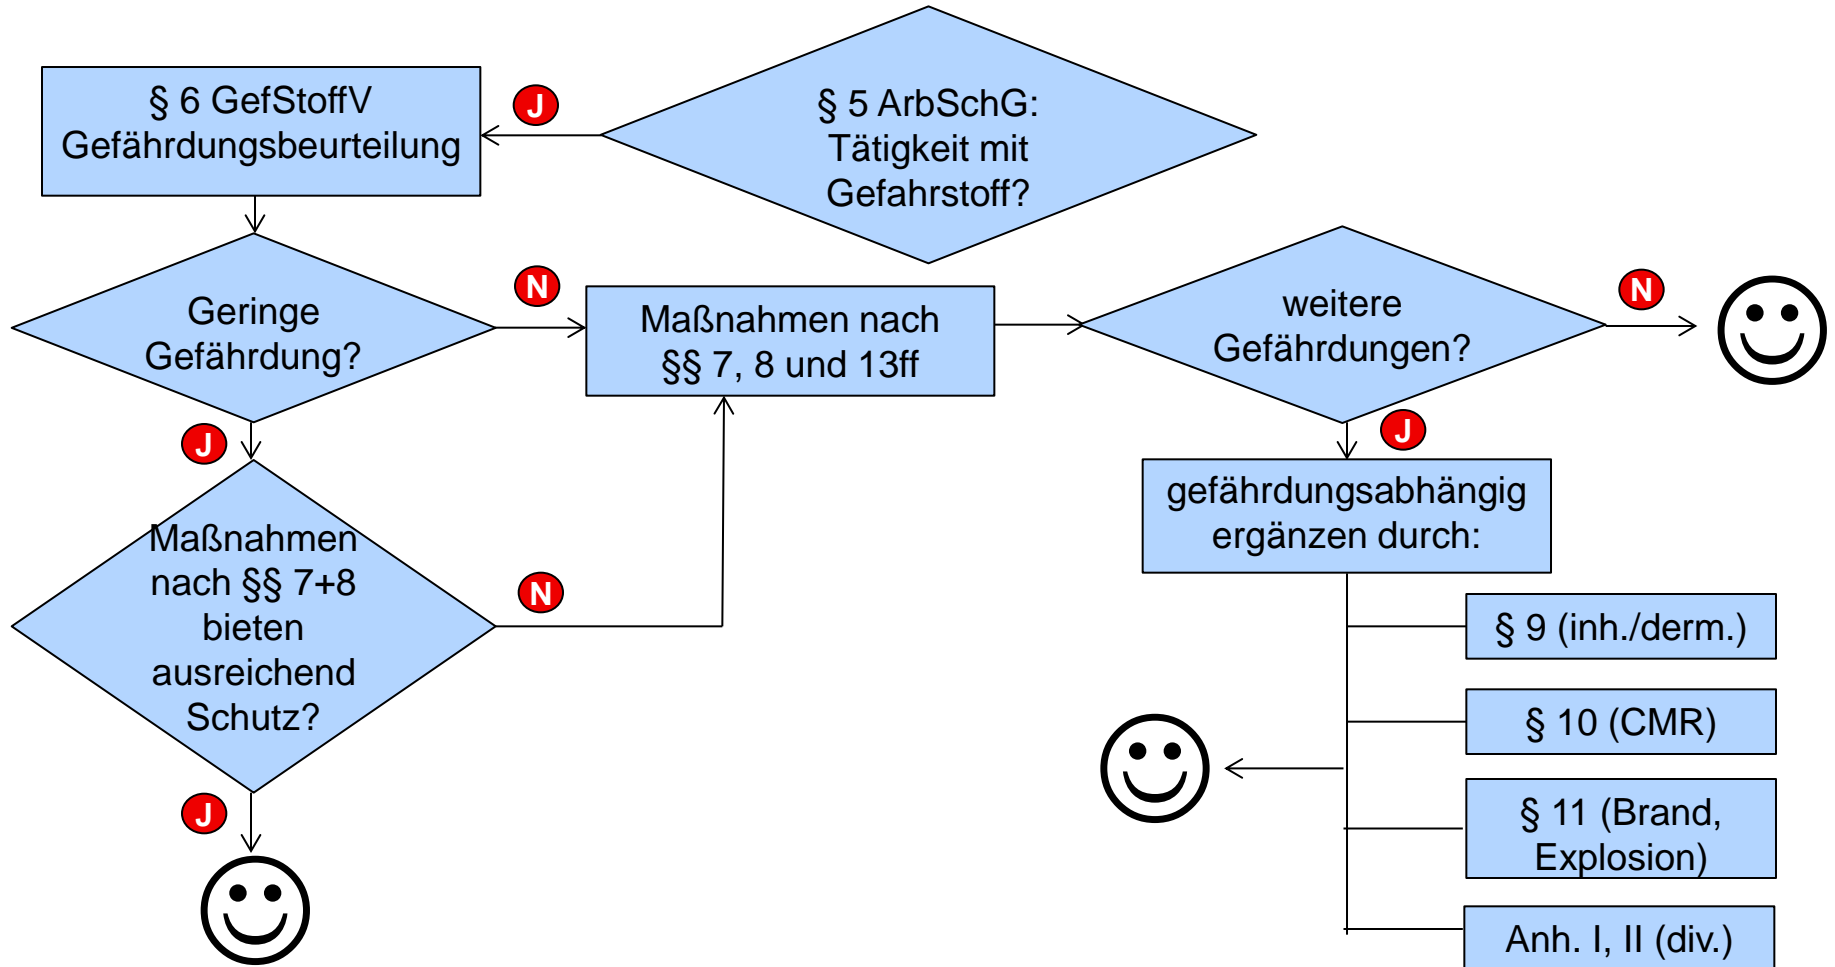 § 5 ArbSchG:
Tätigkeit mit
Gefahrstoff?
J
§ 6 GefStoffV
Gefährdungsbeurteilung
Geringe
Gefährdung?
N
Maßnahmen nach
§§ 7, 8 und 13ff
weitere
Gefährdungen?
N
J
J
Maßnahmen
nach §§ 7+8
bieten
ausreichend
Schutz?
N
J
gefährdungsabhängig
ergänzen durch:
§ 9 (inh./derm.)
§ 10 (CMR)
§ 11 (Brand,
Explosion)
Anh. I, II (div.)